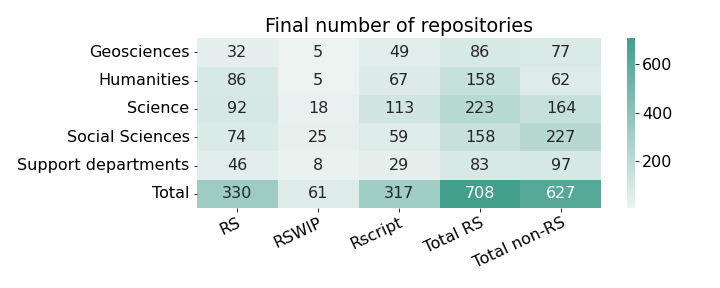 Final number of repositories
Geosciences 32 5 49 86 77
Humanities 86 5 67 158 62
Science 92 18 113 223 164
Social Sciences 74 25 59 158 227
Support departments 46 8 29 83 97
Total 330 61 317 708 627
RS RSWIP Rscript Total RS Total non-RS
600
400
200